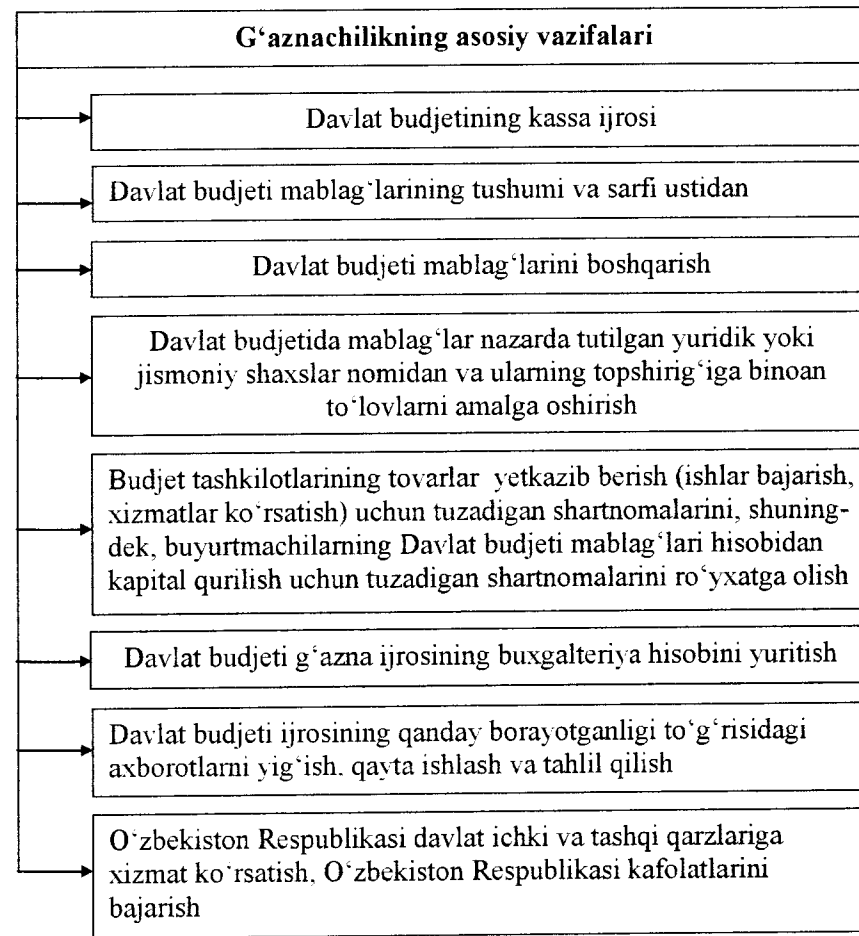 G‘aznachilikning asosiy vazifalari
Davlat budjetining kassa ijrosi
Davlat budjeti mablag‘larining tushumi va sarfi ustidan
Davlat budjeti mablag‘larini boshqarish
Davlat budjetida mablag‘lar nazarda tutilgan yuridik yoki
jismoniy shaxslar nomidan va ularning topshirig‘iga binoan
to‘lovlarni amalga oshirish
Budjet tashkilotlarining tovarlar yetkazib berish (ishlar bajarish,
xizmatlar ko‘rsatish) uchun tuzadigan shartnomalarini, shuning-
dek, buyurtmachilarning Davlat budjeti mablag‘lari hisobidan
kapital qurilish uchun tuzadigan shartnomalarini ro‘yxatga olish
Davlat budjeti g‘azna ijrosining buxgalteriya hisobini yuritish
Davlat budjeti ijrosining qanday borayotganligi to‘g‘risidagi
axborotlarni yig‘ish. qayta ishlash va tahlil qilish
O‘zbekiston Respublikasi davlat ichki va tashqi qarzlariga
xizmat ko‘rsatish, O‘zbekiston Respublikasi kafolatlarini
bajarish